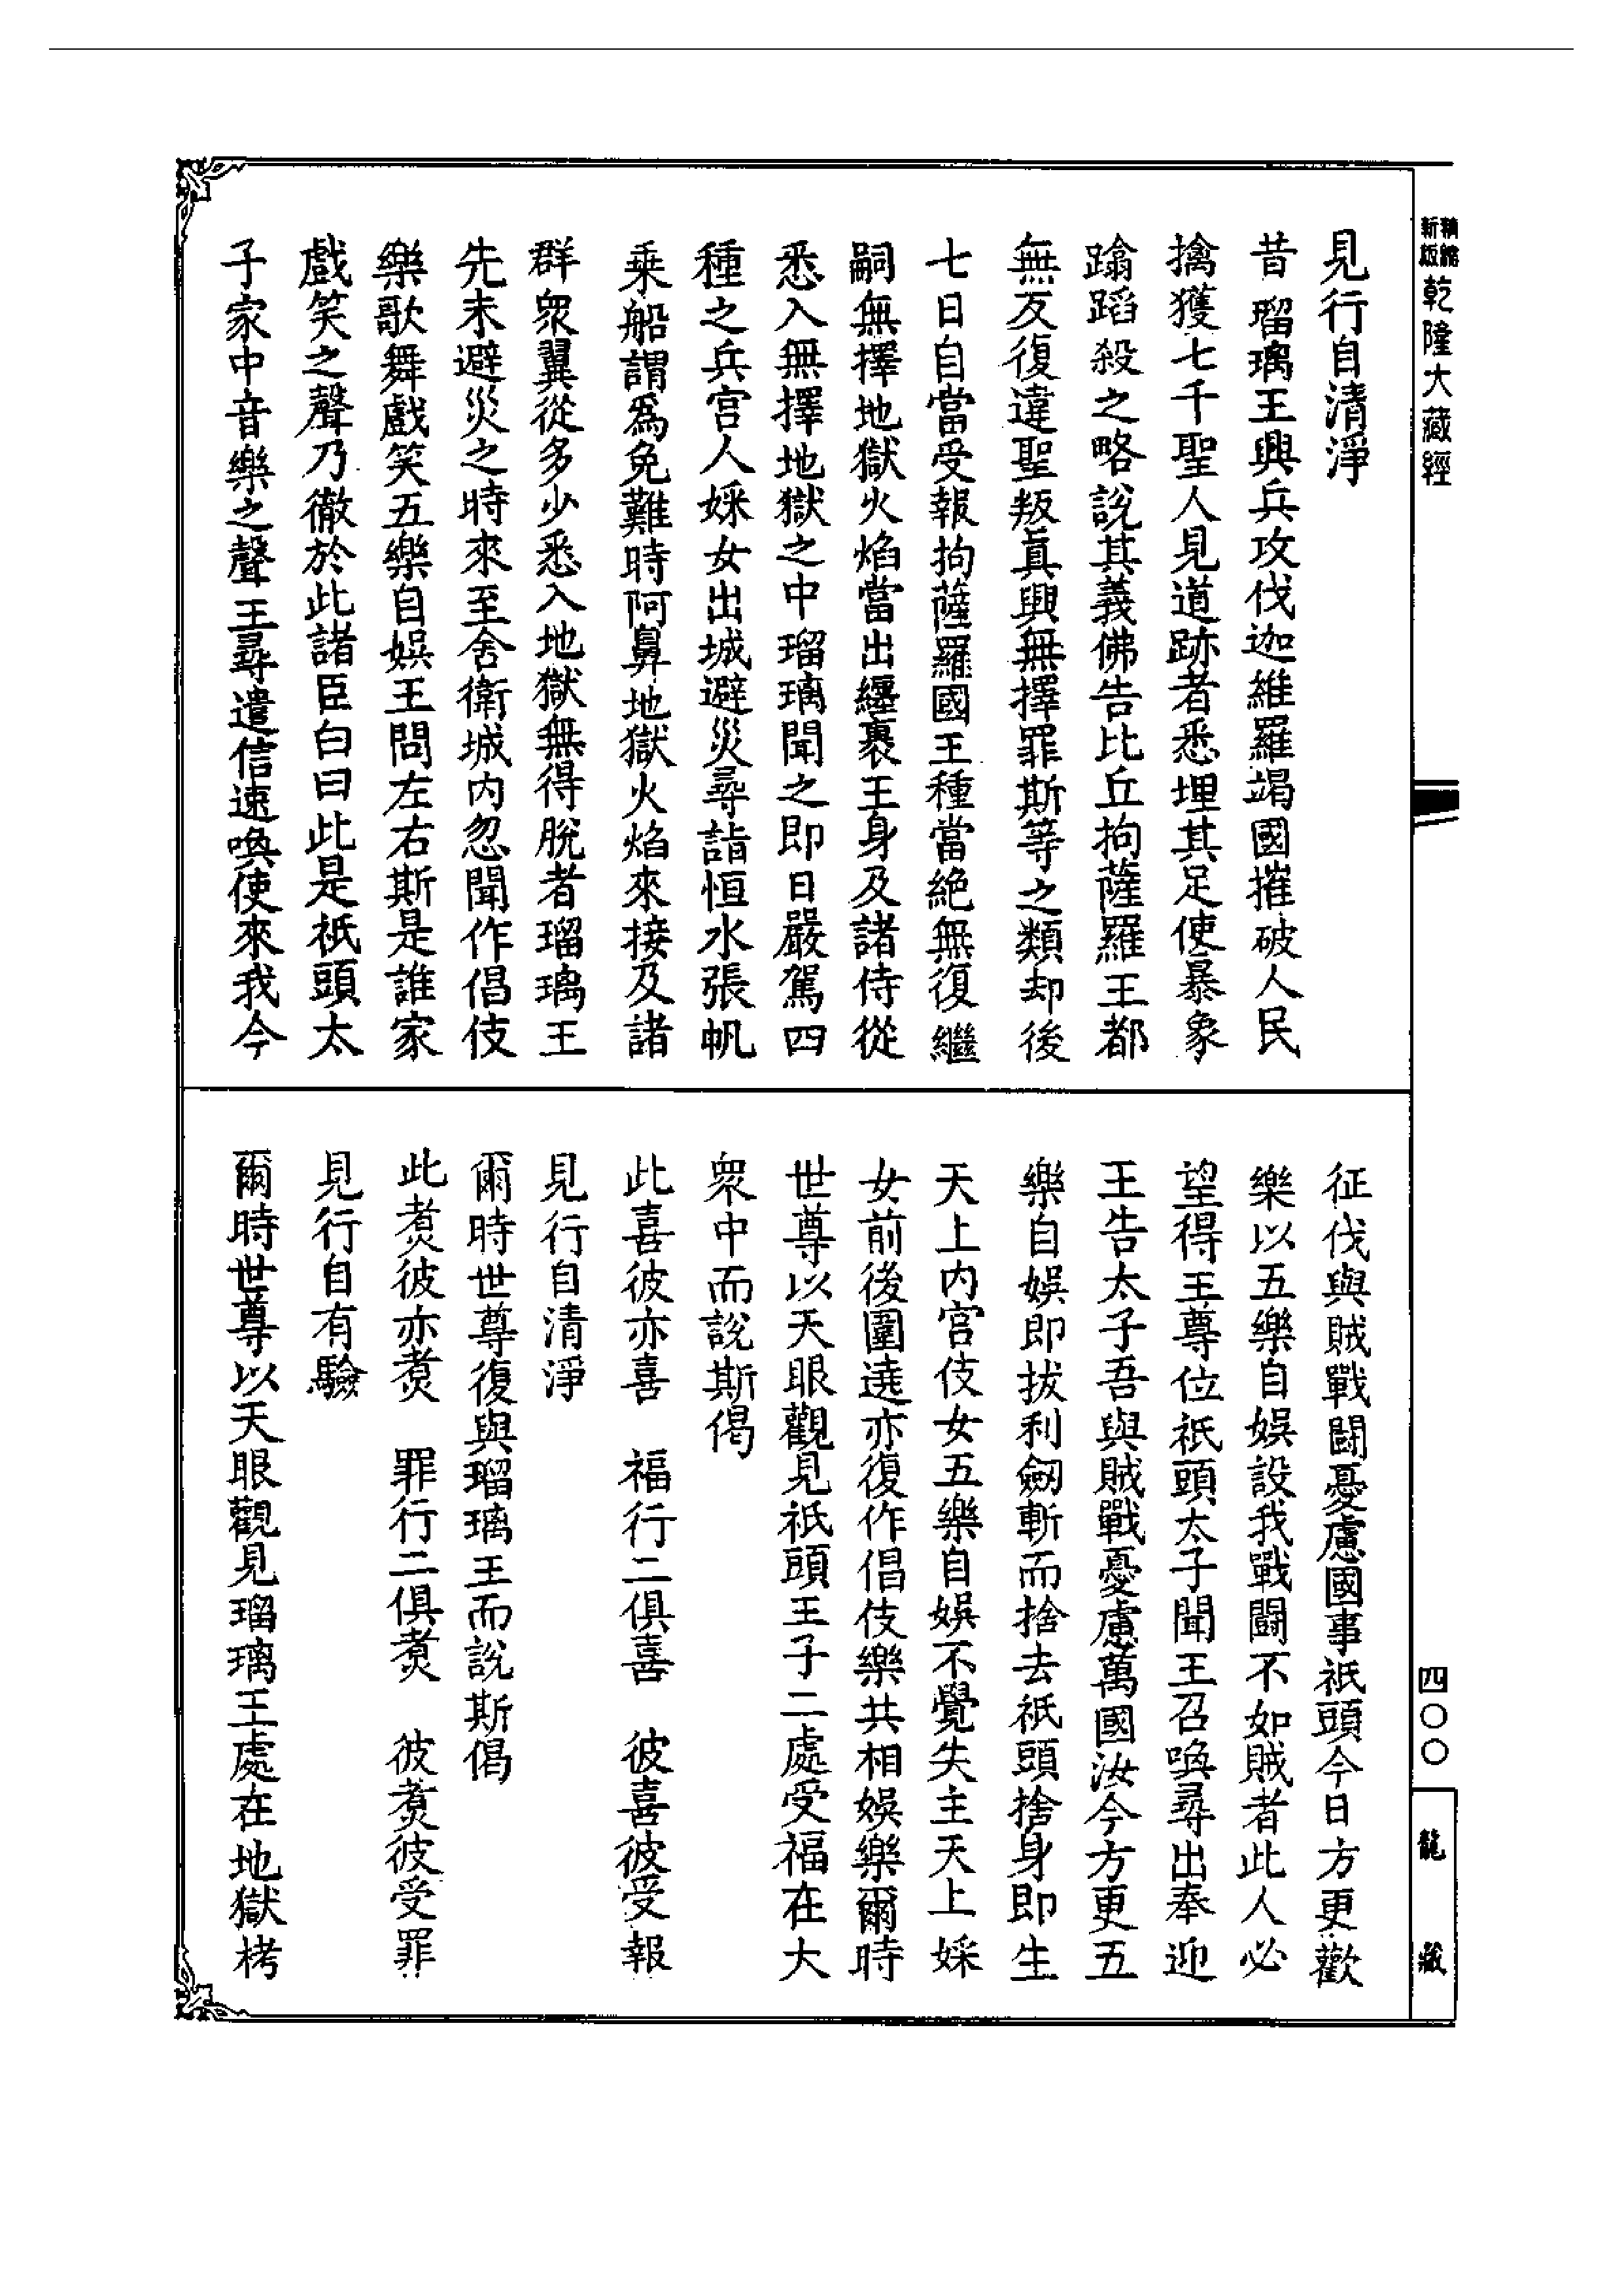 新版
精縮
乾隆大藏經
見行自清淨
昔瑠璃王興兵攻伐迦維羅竭國摧破人民
擒獲七千聖人見道跡者悉埋其足使暴象
蹹蹈殺之略說其義佛告比丘拘薩羅王都
無反復違聖叛真興無擇罪斯等之類却後
七日自當受報拘薩羅國王種當絶無復繼
嗣無擇地獄火焰當出纒裹王身及諸侍從
悉入無擇地獄之中瑠璃聞之即日嚴駕四
種之兵宫人婇女出城避災尋詣恒水張帆
乗船謂爲免難時阿鼻地獄火焰來接及諸
群衆翼從多少悉入地獄無得脫者瑠璃王
先未避災之時來至舍衛城内忽聞作倡伎
樂歌舞戲笑五樂自娱王問左右斯是誰家
戲笑之聲乃徹於此諸臣白曰此是祇頭太
子家中音樂之聲王尋遣信速喚使來我今
征伐與賊戰鬪憂慮國事祇頭今日方更歡
樂以五樂自娱設我戰鬪不如賊者此人必
望得王尊位祇頭太子聞王召喚尋出奉迎
王告太子吾與賊戰憂慮萬國汝今方更五
樂自娱即拔利劒斬而捨去祇頭捨身即生
天上内宫伎女五樂自娱不覺失主天上婇
女前後圍遶亦復作倡伎樂共相娱樂爾時
世尊以天眼觀見祇頭王子二處受福在大
衆中而說斯偈
此喜彼亦喜　福行二俱喜　彼喜彼受報
見行自清淨
爾時世尊復與瑠璃王而說斯偈
此煑彼亦煑　罪行二俱煑　彼煑彼受罪
見行自有驗
爾時世尊以天眼觀見瑠璃王處在地獄栲
四〇〇
龍藏